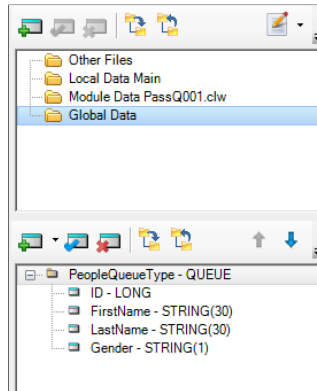 Other Files
Local Data Main
Module Data PassQ001.clw
Global Data
PeopleQueueType - QUEUE
ID - LONG
FirstName - STRING(30)
LastName - STRING(30)
Gender - STRING(1)